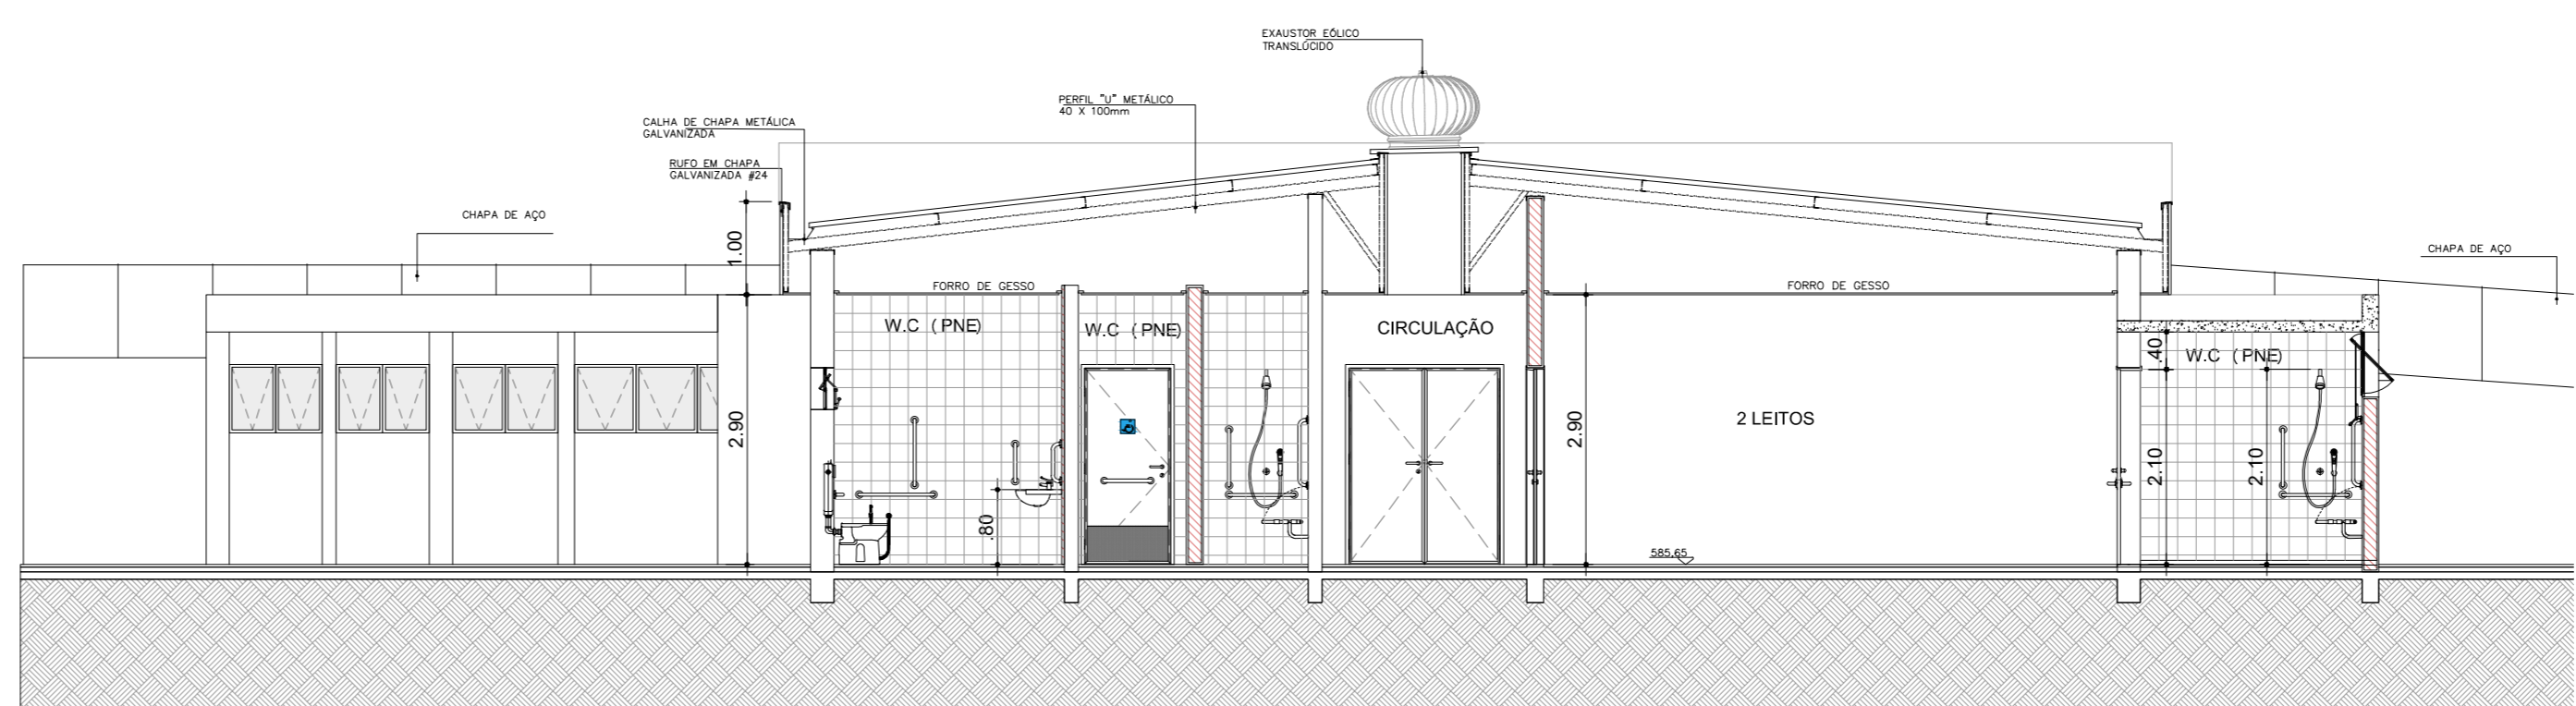 EXAUSTOR EÓLICO
TRANSLÚCIDO
PERFIL "U" METÁLICO
40 X 100mm
CALHA DE CHAPA METÁLICA
GALVANIZADA
RUFO EM CHAPA
GALVANIZADA #24
CHAPA DE AÇO
1.00
CHAPA DE AÇO
FORRO DE GESSO
FORRO DE GESSO
W.C (PNE)
W.C (PNE)
CIRCULAÇÃO
W.C (PNE)
.40
2.90
2.90
2 LEITOS
2.10
2.10
.80
585,65